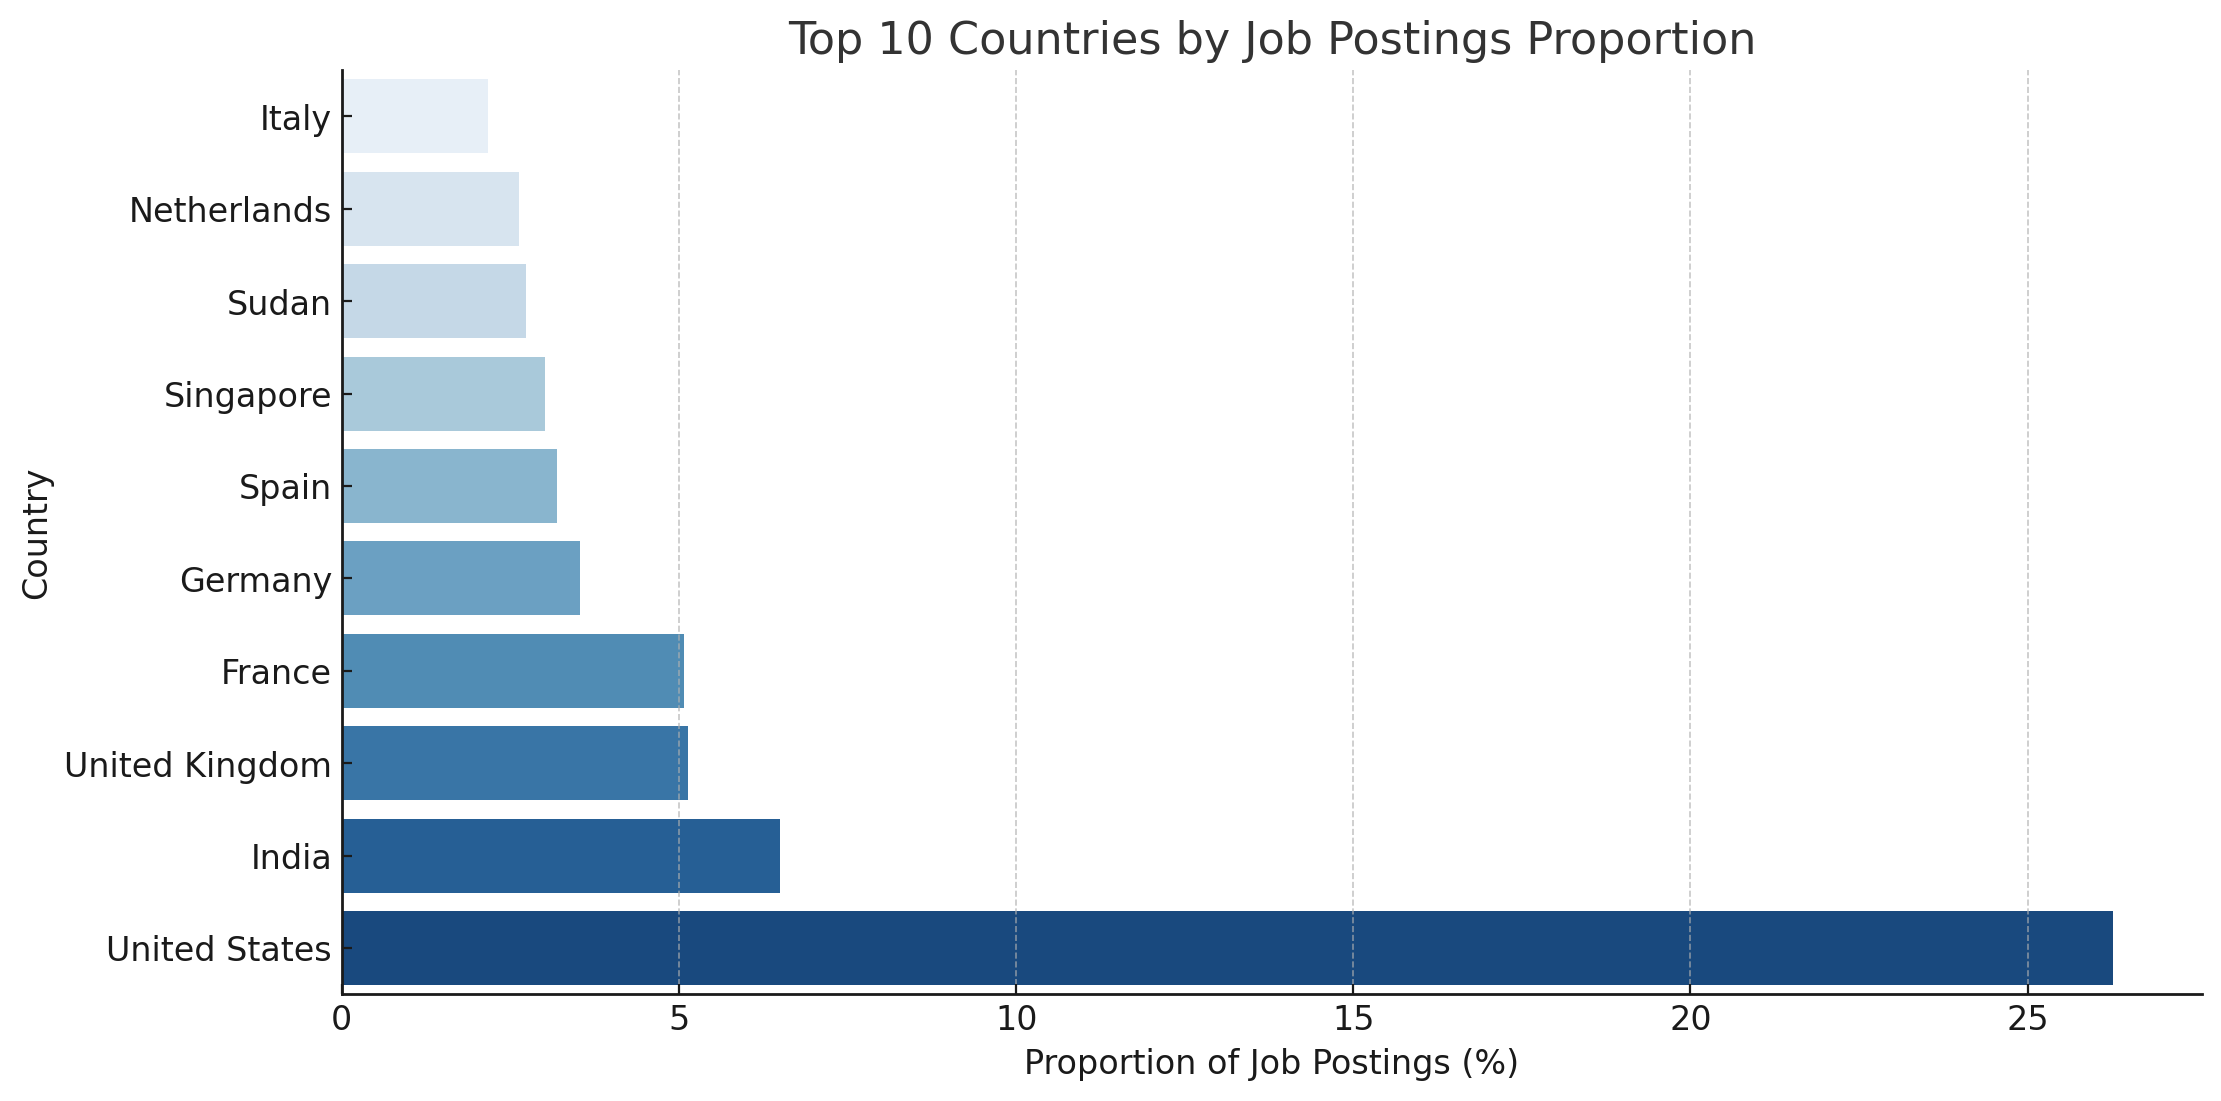 Top 10 Countries by Job Postings Proportion
Country
Italy
Netherlands
Sudan
Singapore
Spain
Germany
France
United Kingdom
India
United States
0 5 10 15 20 25
Proportion of Job Postings (%)